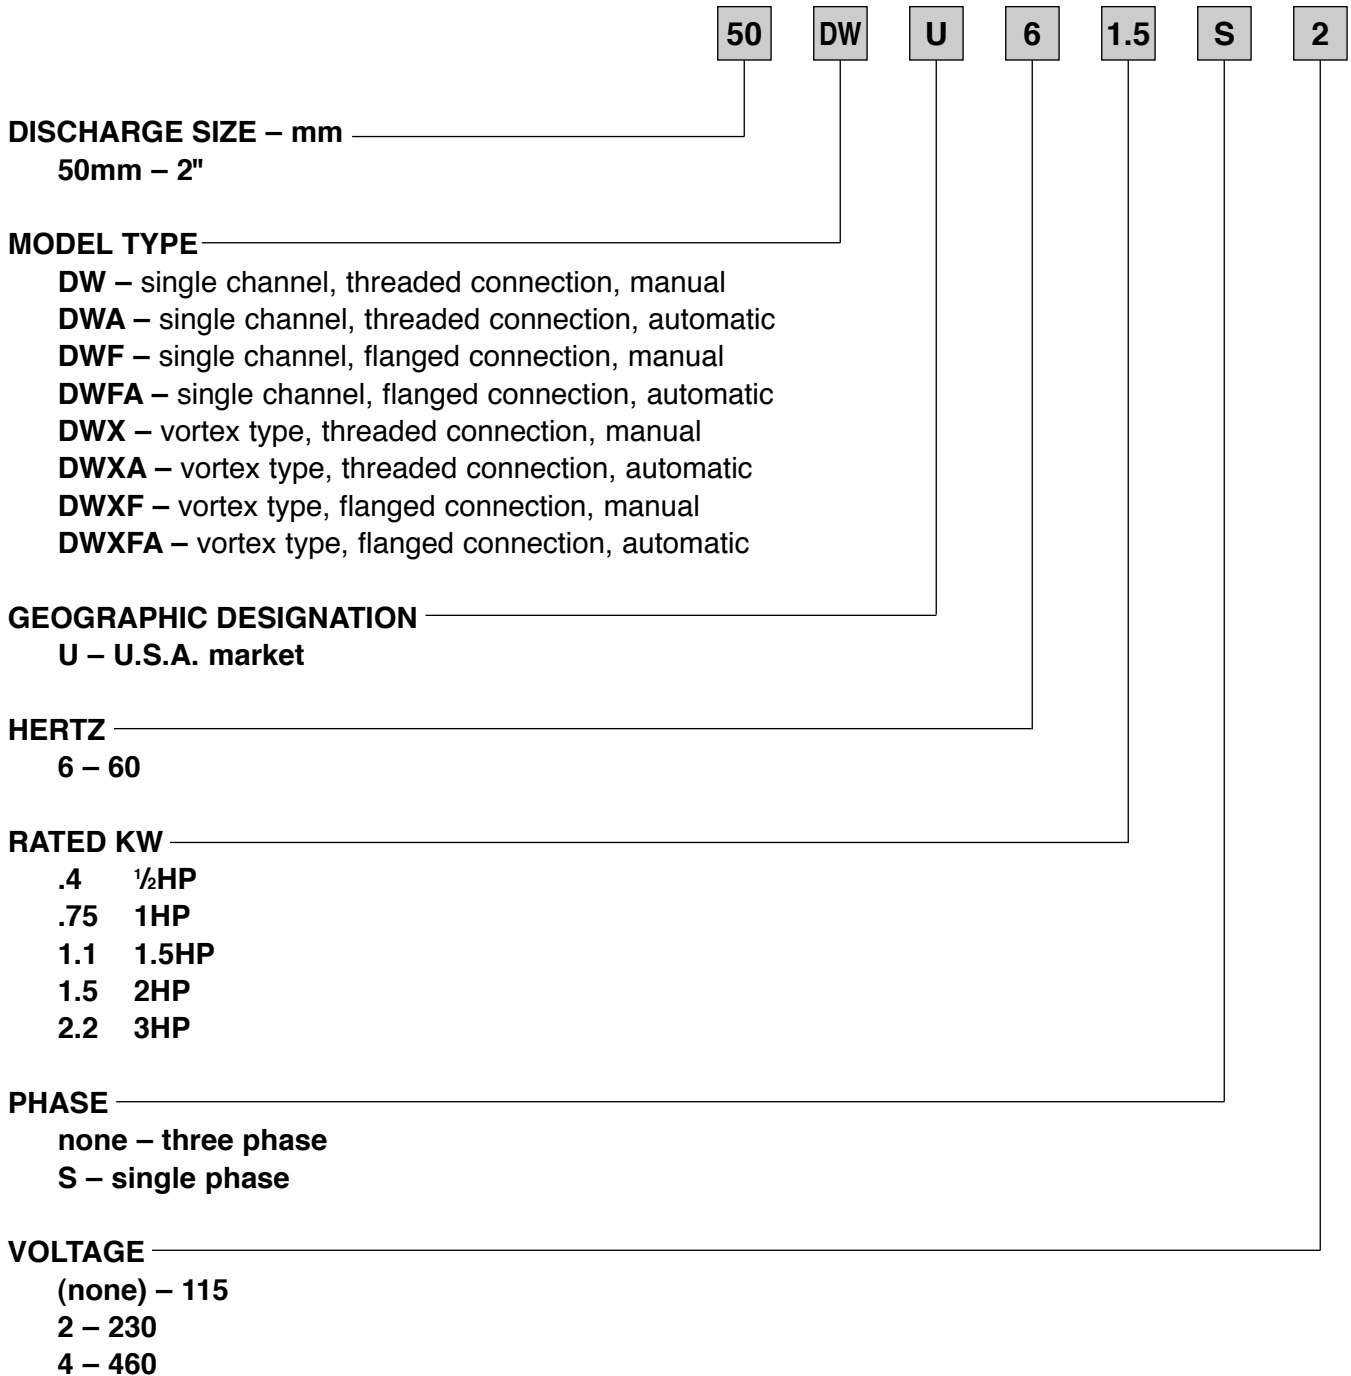 50 DW U 6 1.5 S 2
DISCHARGE SIZE – mm
50mm – 2"
MODEL TYPE
DW – single channel, threaded connection, manual
DWA – single channel, threaded connection, automatic
DWF – single channel, flanged connection, manual
DWFA – single channel, flanged connection, automatic
DWX – vortex type, threaded connection, manual
DWXA – vortex type, threaded connection, automatic
DWXF – vortex type, flanged connection, manual
DWXFA – vortex type, flanged connection, automatic
GEOGRAPHIC DESIGNATION
U – U.S.A. market
HERTZ
6 – 60
RATED KW
.4 ½HP
.75 1HP
1.1 1.5HP
1.5 2HP
2.2 3HP
PHASE
none – three phase
S – single phase
VOLTAGE
(none) – 115
2 – 230
4 – 460